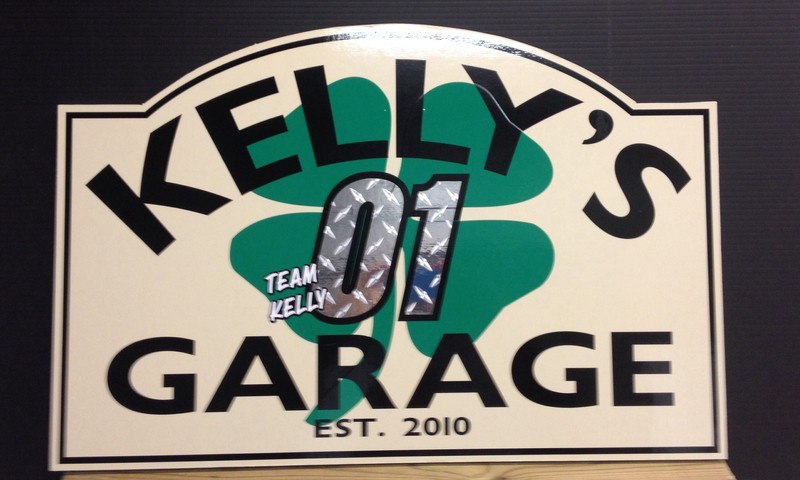 KELLY'S
01
TEAM
KELLY
GARAGE
EST. 2010